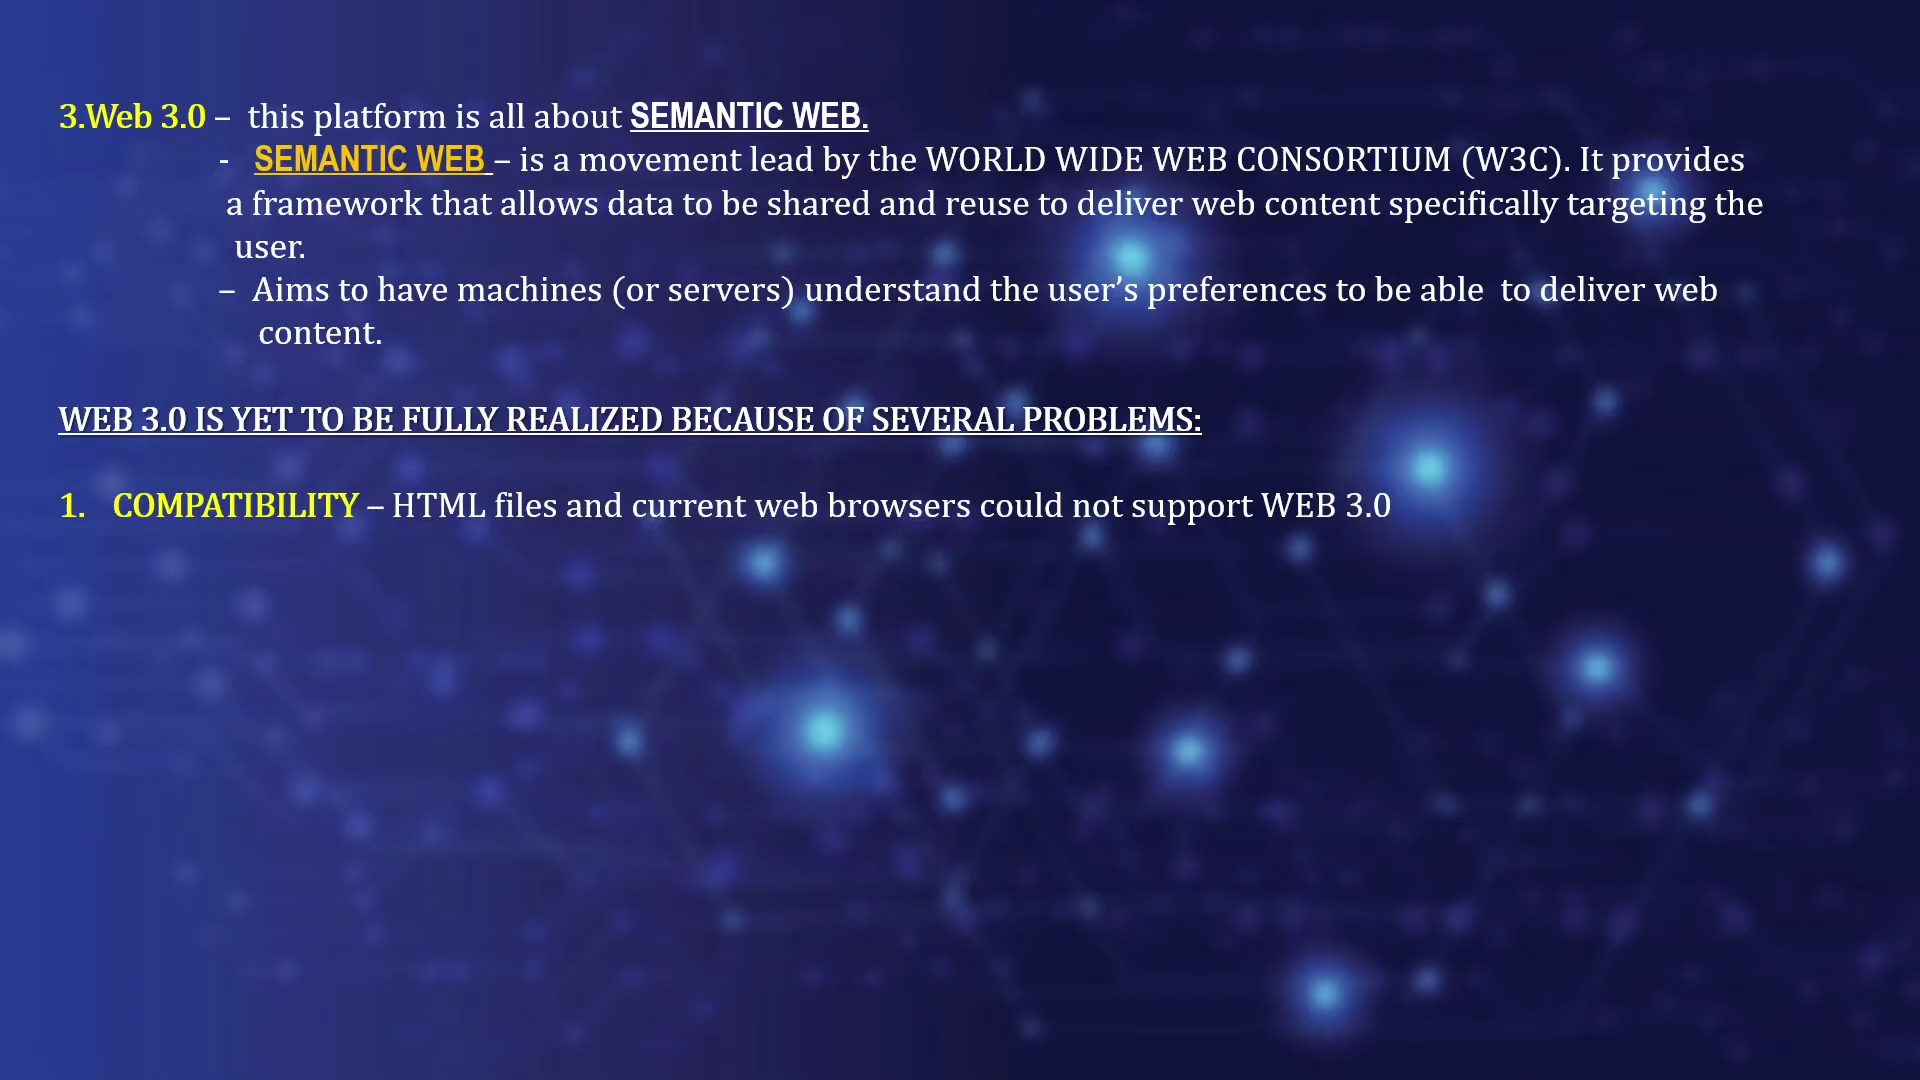 3.Web 3.0 – this platform is all about SEMANTIC WEB.
- SEMANTIC WEB – is a movement lead by the WORLD WIDE WEB CONSORTIUM (W3C). It provides
a framework that allows data to be shared and reuse to deliver web content specifically targeting the
user.
– Aims to have machines (or servers) understand the user’s preferences to be able to deliver web
content.
WEB 3.0 IS YET TO BE FULLY REALIZED BECAUSE OF SEVERAL PROBLEMS:
1. COMPATIBILITY – HTML files and current web browsers could not support WEB 3.0